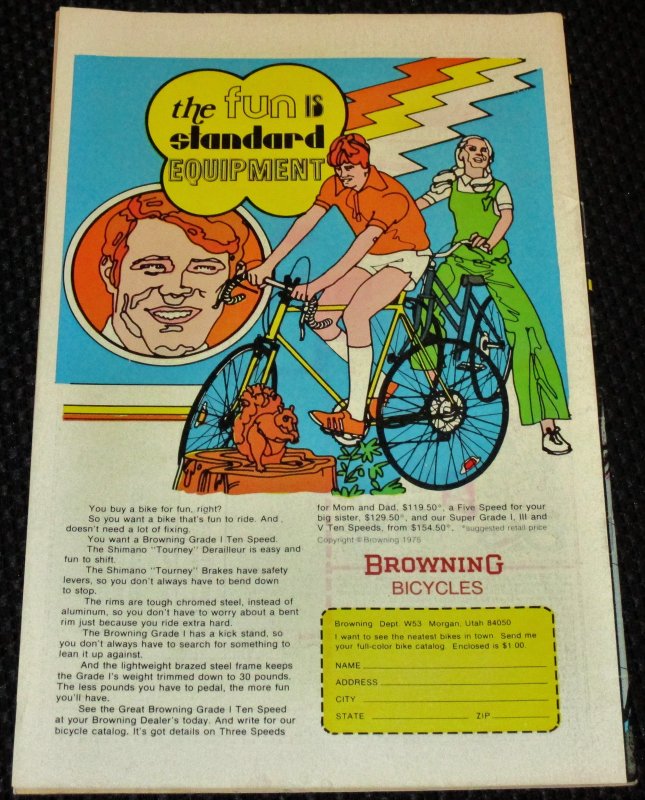 the fun IS
standard
EQUIPMENT
You buy a bike for fun, right?
So you want a bike that's fun to ride. And
doesn't need a lot of fixing.
You want a Browning Grade I Ten Speed.
The Shimano "Tourney" Derailleur is easy and
fun to shift.
The Shimano "Tourney" Brakes have safety
levers, so you don't always have to bend down
to stop.
The rims are tough chromed steel, instead of
aluminum, so you don't have to worry about a bent
rim just because you ride extra hard.
The Browning Grade I has a kick stand, so
you don't always have to search for something to
lean it up against.
And the lightweight brazed steel frame keeps
the Grade I's weight trimmed down to 30 pounds.
The less pounds you have to pedal, the more fun
you'll have.
See the Great Browning Grade I Ten Speed
at your Browning Dealer's today. And write for our
bicycle catalog. It's got details on Three Speeds
for Mom and Dad, $119.50*, a Five Speed for your
big sister, $129.50*, and our Super Grade I, III and
V Ten Speeds, from $154.50*. *suggested retail price
Copyright © Browning 1976
BROWNING
BICYCLES
Browning Dept W53 Morgan, Utah 84050
I want to see the neatest bikes in town. Send me
your full-color bike catalog. Enclosed is $1.00.
NAME
ADDRESS
CITY
STATE ZIP